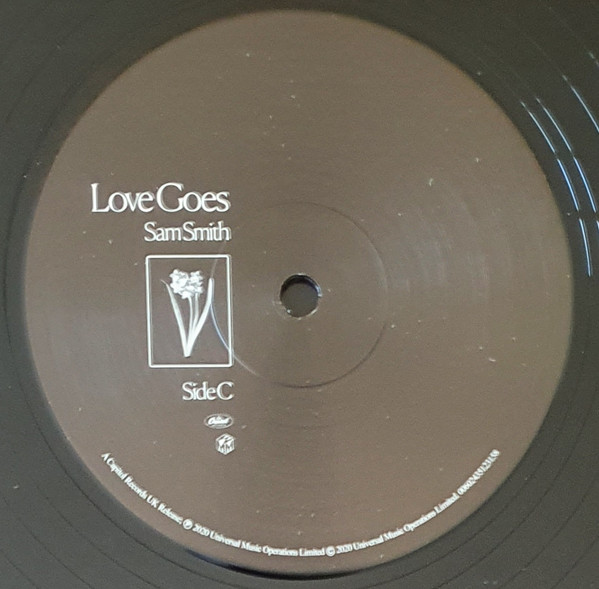 Love Goes
Sam Smith
Side C
Capitol
A Capitol Records UK Release; ℗ 2020 Universal Music Operations Limited © 2020 Universal Music Operations Limited.